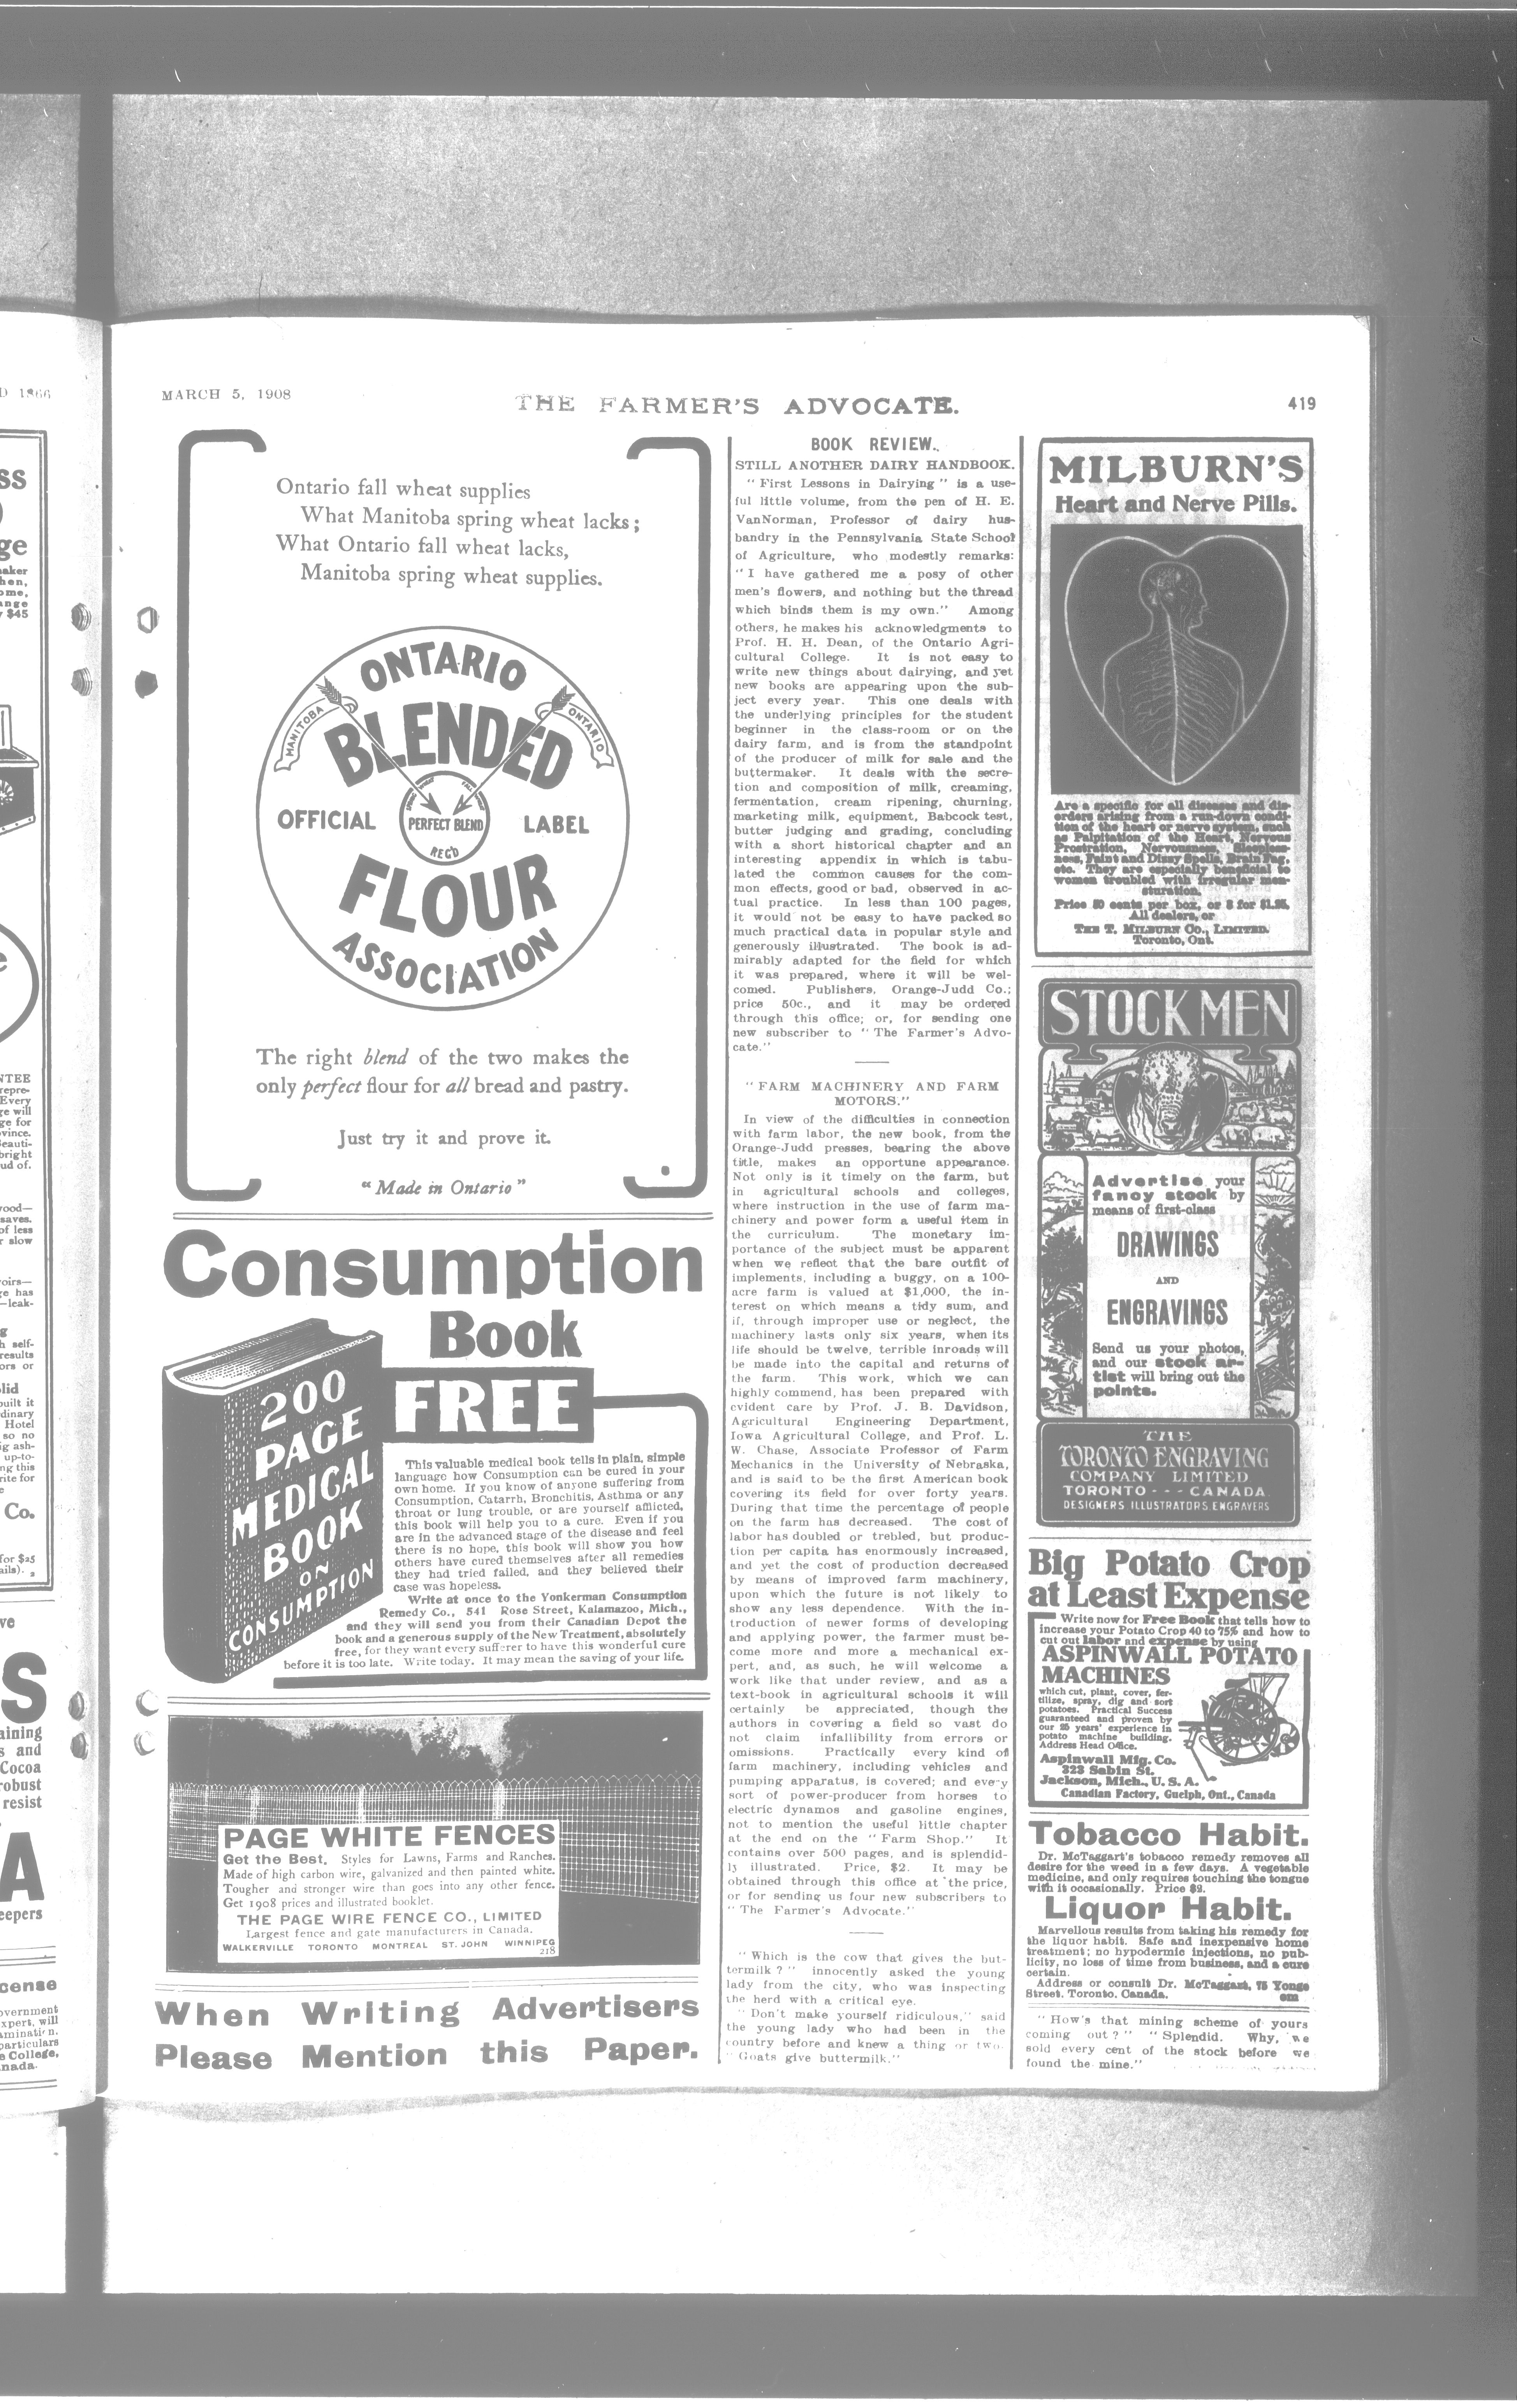 MARCH 5, 1908
THE FARMER'S ADVOCATE.
419
Ontario fall wheat supplies
What Manitoba spring wheat lacks;
What Ontario fall wheat lacks,
Manitoba spring wheat supplies.
ONTARIO
MANITOBA
ONTARIO
BLENDED
OFFICIAL
PERFECT BLEND
LABEL
REG'D
FLOUR
ASSOCIATION
The right blend of the two makes the
only perfect flour for all bread and pastry.
Just try it and prove it.
"Made in Ontario"
Consumption
Book
FREE
200
PAGE
MEDICAL
BOOK
ON
CONSUMPTION
This valuable medical book tells in plain, simple
language how Consumption can be cured in your
own home. If you know of anyone suffering from
Consumption, Catarrh, Bronchitis, Asthma or any
throat or lung trouble, or are yourself afflicted,
this book will help you to a cure. Even if you
are in the advanced stage of the disease and feel
there is no hope, this book will show you how
others have cured themselves after all remedies
they had tried failed, and they believed their
case was hopeless.
Write at once to the Yonkerman Consumption
Remedy Co., 541 Rose Street, Kalamazoo, Mich.,
and they will send you from their Canadian Depot the
book and a generous supply of the New Treatment, absolutely
free, for they want every sufferer to have this wonderful cure
before it is too late. Write today. It may mean the saving of your life.
PAGE WHITE FENCES
Get the Best. Styles for Lawns, Farms and Ranches.
Made of high carbon wire, galvanized and then painted white.
Tougher and stronger wire than goes into any other fence.
Get 1908 prices and illustrated booklet.
THE PAGE WIRE FENCE CO., LIMITED
Largest fence and gate manufacturers in Canada.
WALKERVILLE TORONTO MONTREAL ST. JOHN WINNIPEG
218
When Writing Advertisers
Please Mention this Paper.
BOOK REVIEW.
STILL ANOTHER DAIRY HANDBOOK.
"First Lessons in Dairying" is a use-
ful little volume, from the pen of H. E.
VanNorman, Professor of dairy hus-
bandry in the Pennsylvania State School
of Agriculture, who modestly remarks:
"I have gathered me a posy of other
men's flowers, and nothing but the thread
which binds them is my own." Among
others, he makes his acknowledgments to
Prof. H. H. Dean, of the Ontario Agri-
cultural College. It is not easy to
write new things about dairying, and yet
new books are appearing upon the sub-
ject every year. This one deals with
the underlying principles for the student
beginner in the class-room or on the
dairy farm, and is from the standpoint
of the producer of milk for sale and the
buttermaker. It deals with the secre-
tion and composition of milk, creaming,
fermentation, cream ripening, churning,
marketing milk, equipment, Babcock test,
butter judging and grading, concluding
with a short historical chapter and an
interesting appendix in which is tabu-
lated the common causes for the com-
mon effects, good or bad, observed in ac-
tual practice. In less than 100 pages,
it would not be easy to have packed so
much practical data in popular style and
generously illustrated. The book is ad-
mirably adapted for the field for which
it was prepared, where it will be wel-
comed. Publishers, Orange-Judd Co.;
price 50c., and it may be ordered
through this office; or, for sending one
new subscriber to "The Farmer's Advo-
cate."
"FARM MACHINERY AND FARM
MOTORS."
In view of the difficulties in connection
with farm labor, the new book, from the
Orange-Judd presses, bearing the above
title, makes an opportune appearance.
Not only is it timely on the farm, but
in agricultural schools and colleges,
where instruction in the use of farm ma-
chinery and power form a useful item in
the curriculum. The monetary im-
portance of the subject must be apparent
when we reflect that the bare outfit of
implements, including a buggy, on a 100-
acre farm is valued at $1,000, the in-
terest on which means a tidy sum, and
if, through improper use or neglect, the
machinery lasts only six years, when its
life should be twelve, terrible inroads will
be made into the capital and returns of
the farm. This work, which we can
highly commend, has been prepared with
evident care by Prof. J. B. Davidson,
Agricultural Engineering Department,
Iowa Agricultural College, and Prof. L.
W. Chase, Associate Professor of Farm
Mechanics in the University of Nebraska,
and is said to be the first American book
covering its field for over forty years.
During that time the percentage of people
on the farm has decreased. The cost of
labor has doubled or trebled, but produc-
tion per capita has enormously increased,
and yet the cost of production decreased
by means of improved farm machinery,
upon which the future is not likely to
show any less dependence. With the in-
troduction of newer forms of developing
and applying power, the farmer must be-
come more and more a mechanical ex-
pert, and, as such, he will welcome a
work like that under review, and as a
text-book in agricultural schools it will
certainly be appreciated, though the
authors in covering a field so vast do
not claim infallibility from errors or
omissions. Practically every kind of
farm machinery, including vehicles and
pumping apparatus, is covered; and every
sort of power-producer from horses to
electric dynamos and gasoline engines,
not to mention the useful little chapter
at the end on the "Farm Shop." It
contains over 500 pages, and is splendid-
ly illustrated. Price, $2. It may be
obtained through this office at the price,
or for sending us four new subscribers to
"The Farmer's Advocate."
"Which is the cow that gives the but-
termilk?" innocently asked the young
lady from the city, who was inspecting
the herd with a critical eye.
"Don't make yourself ridiculous," said
the young lady who had been in the
country before and knew a thing or two.
"Goats give buttermilk."
MILBURN'S
Heart and Nerve Pills.
Are a specific for all diseases and dis-
orders arising from a run-down condi-
tion of the heart or nerve system, such
as Palpitation of the Heart, Nervous
Prostration, Nervousness, Sleepless-
ness, Faint and Dizzy Spells, Brain Fag,
etc. They are especially beneficial to
women troubled with irregular men-
struation.
Price 50 cents per box, or 3 for $1.25.
All dealers, or
THE T. MILBURN CO., LIMITED.
Toronto, Ont.
STOCKMEN
Advertise your
fancy stock by
means of first-class
DRAWINGS
AND
ENGRAVINGS
Send us your photos,
and our stock ar-
tist will bring out the
points.
THE
TORONTO ENGRAVING
COMPANY LIMITED
TORONTO --- CANADA.
DESIGNERS. ILLUSTRATORS. ENGRAVERS
Big Potato Crop
at Least Expense
Write now for Free Book that tells how to
increase your Potato Crop 40 to 75% and how to
cut out labor and expense by using
ASPINWALL POTATO
MACHINES
which cut, plant, cover, fer-
tilize, spray, dig and sort
potatoes. Practical Success
guaranteed and proven by
our 25 years' experience in
potato machine building.
Address Head Office.
Aspinwall Mfg. Co.
323 Sabin St.
Jackson, Mich., U. S. A.
Canadian Factory, Guelph, Ont., Canada
Tobacco Habit.
Dr. McTaggart's tobacco remedy removes all
desire for the weed in a few days. A vegetable
medicine, and only requires touching the tongue
with it occasionally. Price $2.
Liquor Habit.
Marvellous results from taking his remedy for
the liquor habit. Safe and inexpensive home
treatment; no hypodermic injections, no pub-
licity, no loss of time from business, and a cure
certain.
Address or consult Dr. McTaggart, 75 Yonge
Street. Toronto. Canada.
"How's that mining scheme of yours
coming out?" "Splendid. Why, we
sold every cent of the stock before we
found the mine."